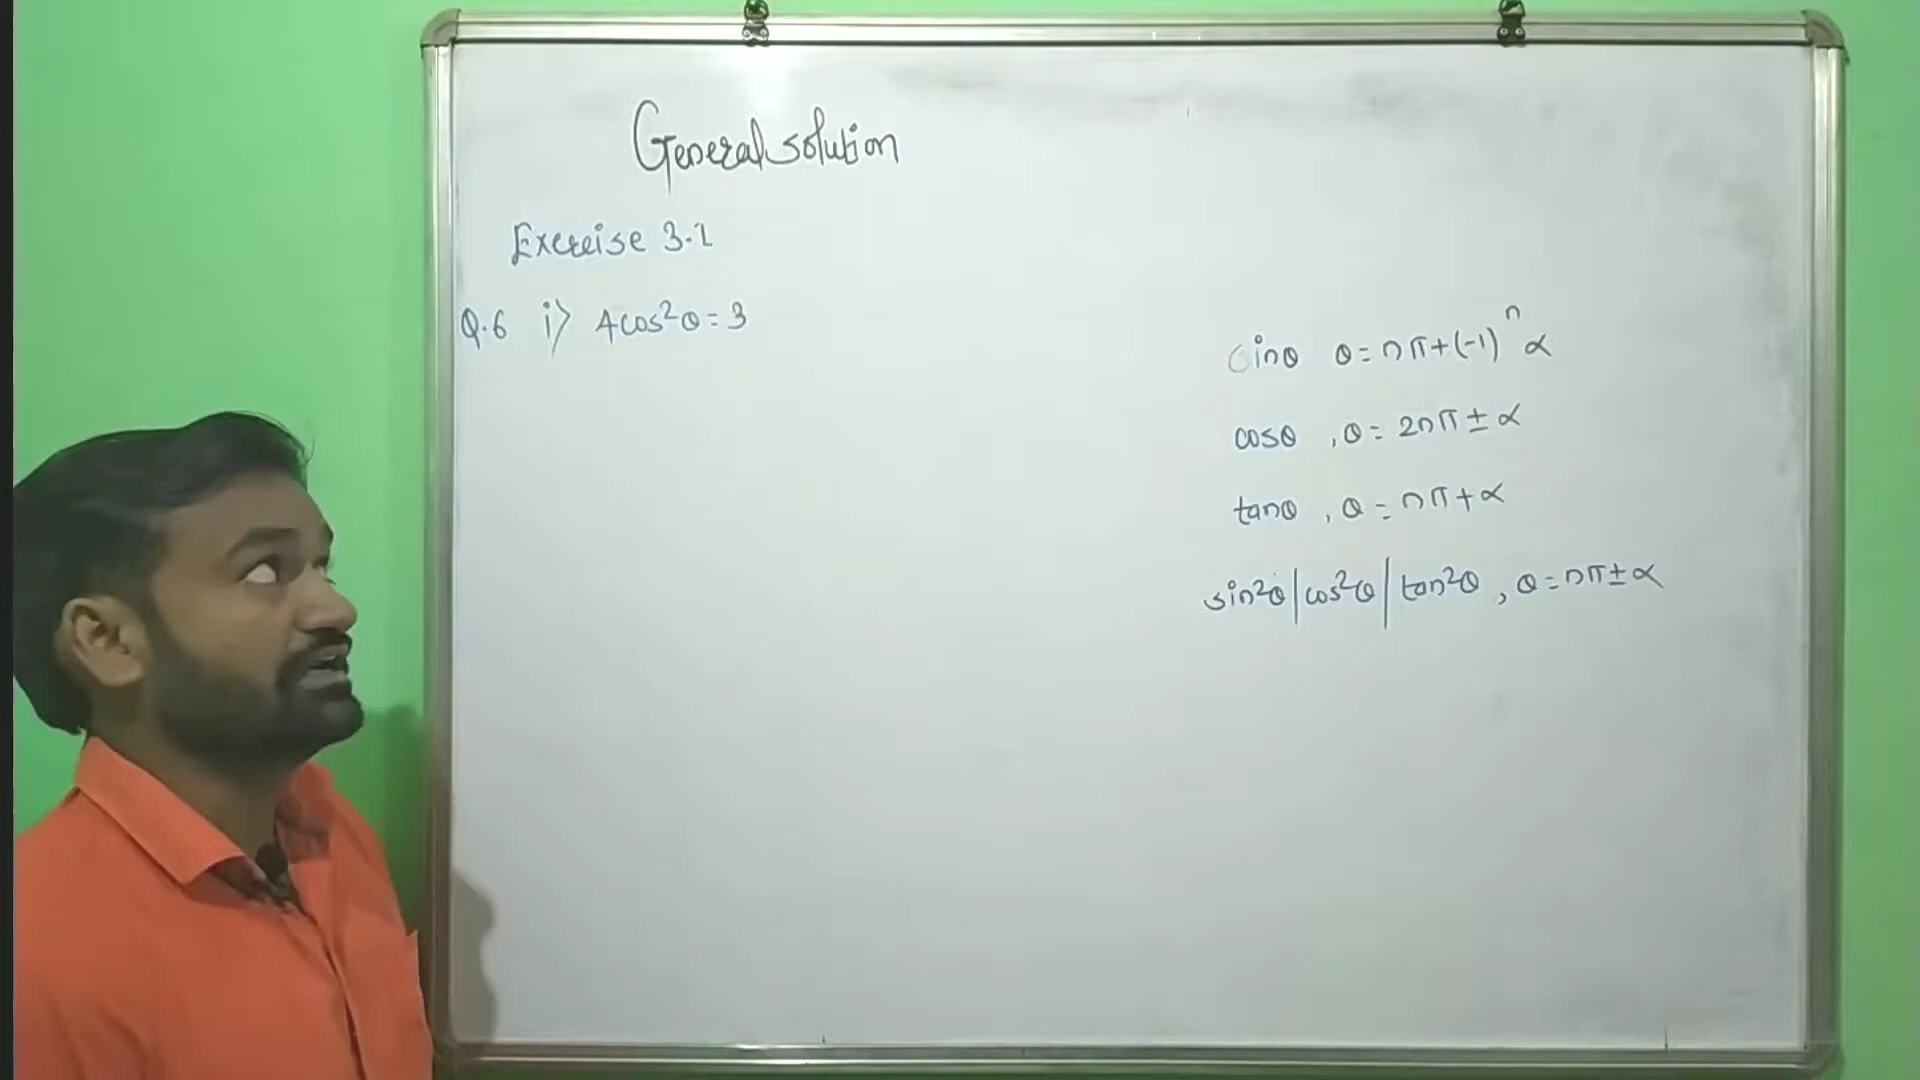 General solution
Exercise 3.1
Q.6 i) 4cos²θ = 3
sinθ θ = nπ + (-1)ⁿ α
cosθ , θ = 2nπ ± α
tanθ , θ = nπ + α
sin²θ | cos²θ | tan²θ , θ = nπ ± α